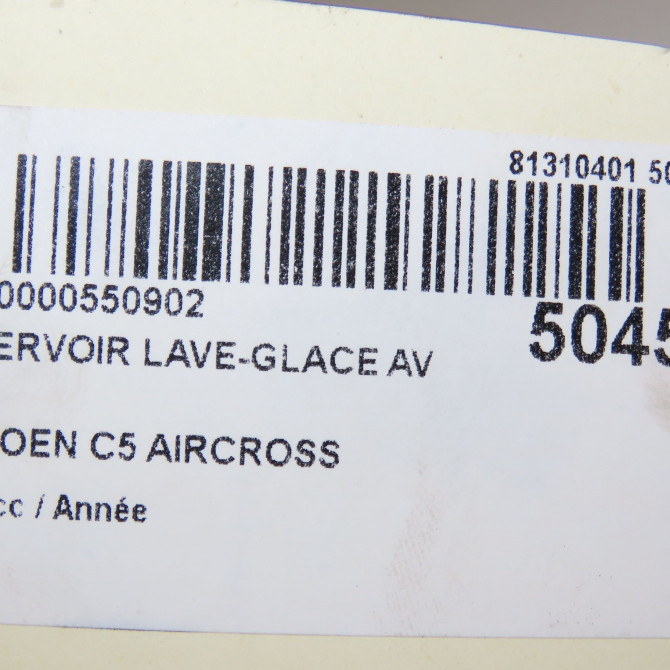 81310401 50
0000550902
5045
ERVOIR LAVE-GLACE AV
OEN C5 AIRCROSS
cc / Année